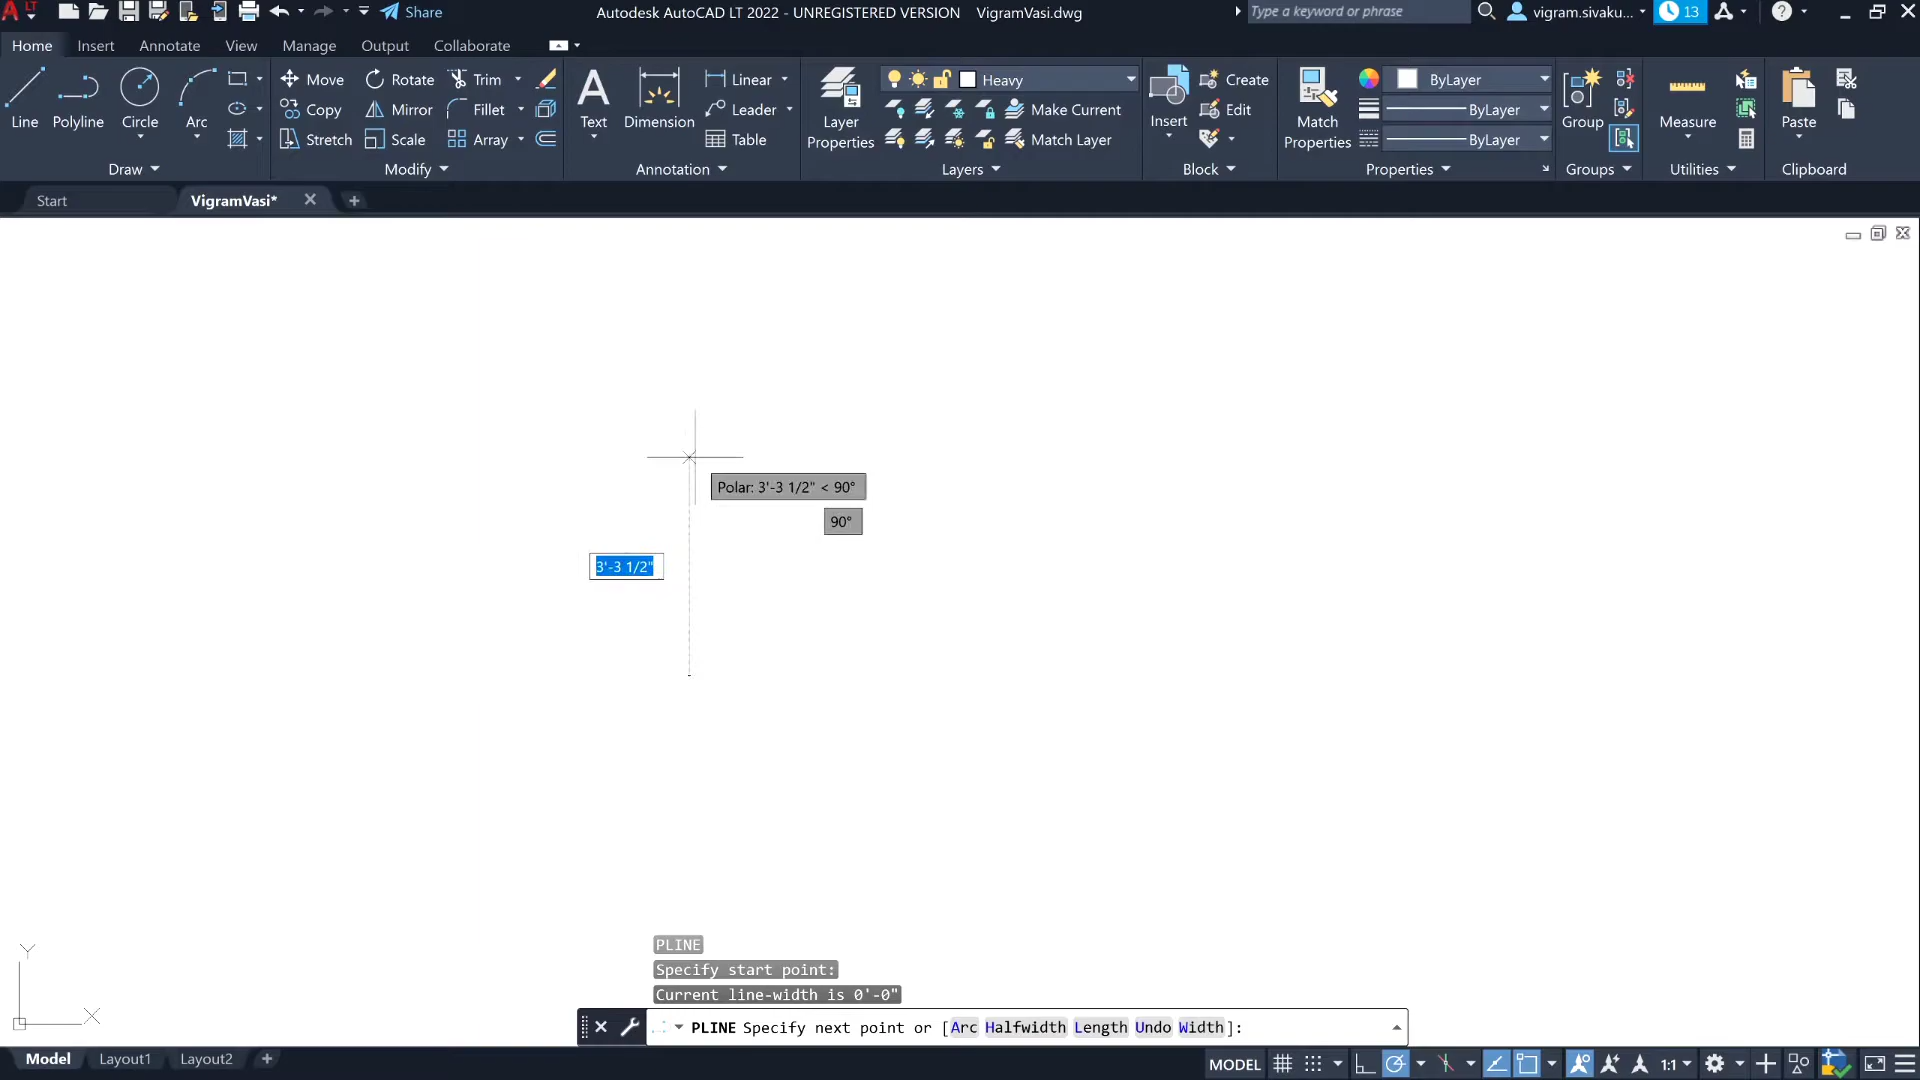 A LT Share Autodesk AutoCAD LT 2022 - UNREGISTERED VERSION VigramVasi.dwg Type a keyword or phrase vigram.sivaku... 13
Home Insert Annotate View Manage Output Collaborate
Line Polyline Circle Arc
Draw
Move Rotate Trim
Copy Mirror Fillet
Stretch Scale Array
Modify
A Text Dimension
Linear
Leader
Table
Annotation
Layer Properties
Heavy
Make Current
Match Layer
Layers
Insert
Create
Edit
Block
Match Properties
ByLayer
ByLayer
ByLayer
Properties
Group
Groups
Measure
Utilities
Paste
Clipboard
Start VigramVasi*
Polar: 3'-3 1/2" < 90°
90°
3'-3 1/2"
Y
X
PLINE
Specify start point:
Current line-width is 0'-0"
PLINE Specify next point or [Arc Halfwidth Length Undo Width]:
Model Layout1 Layout2
MODEL 1:1